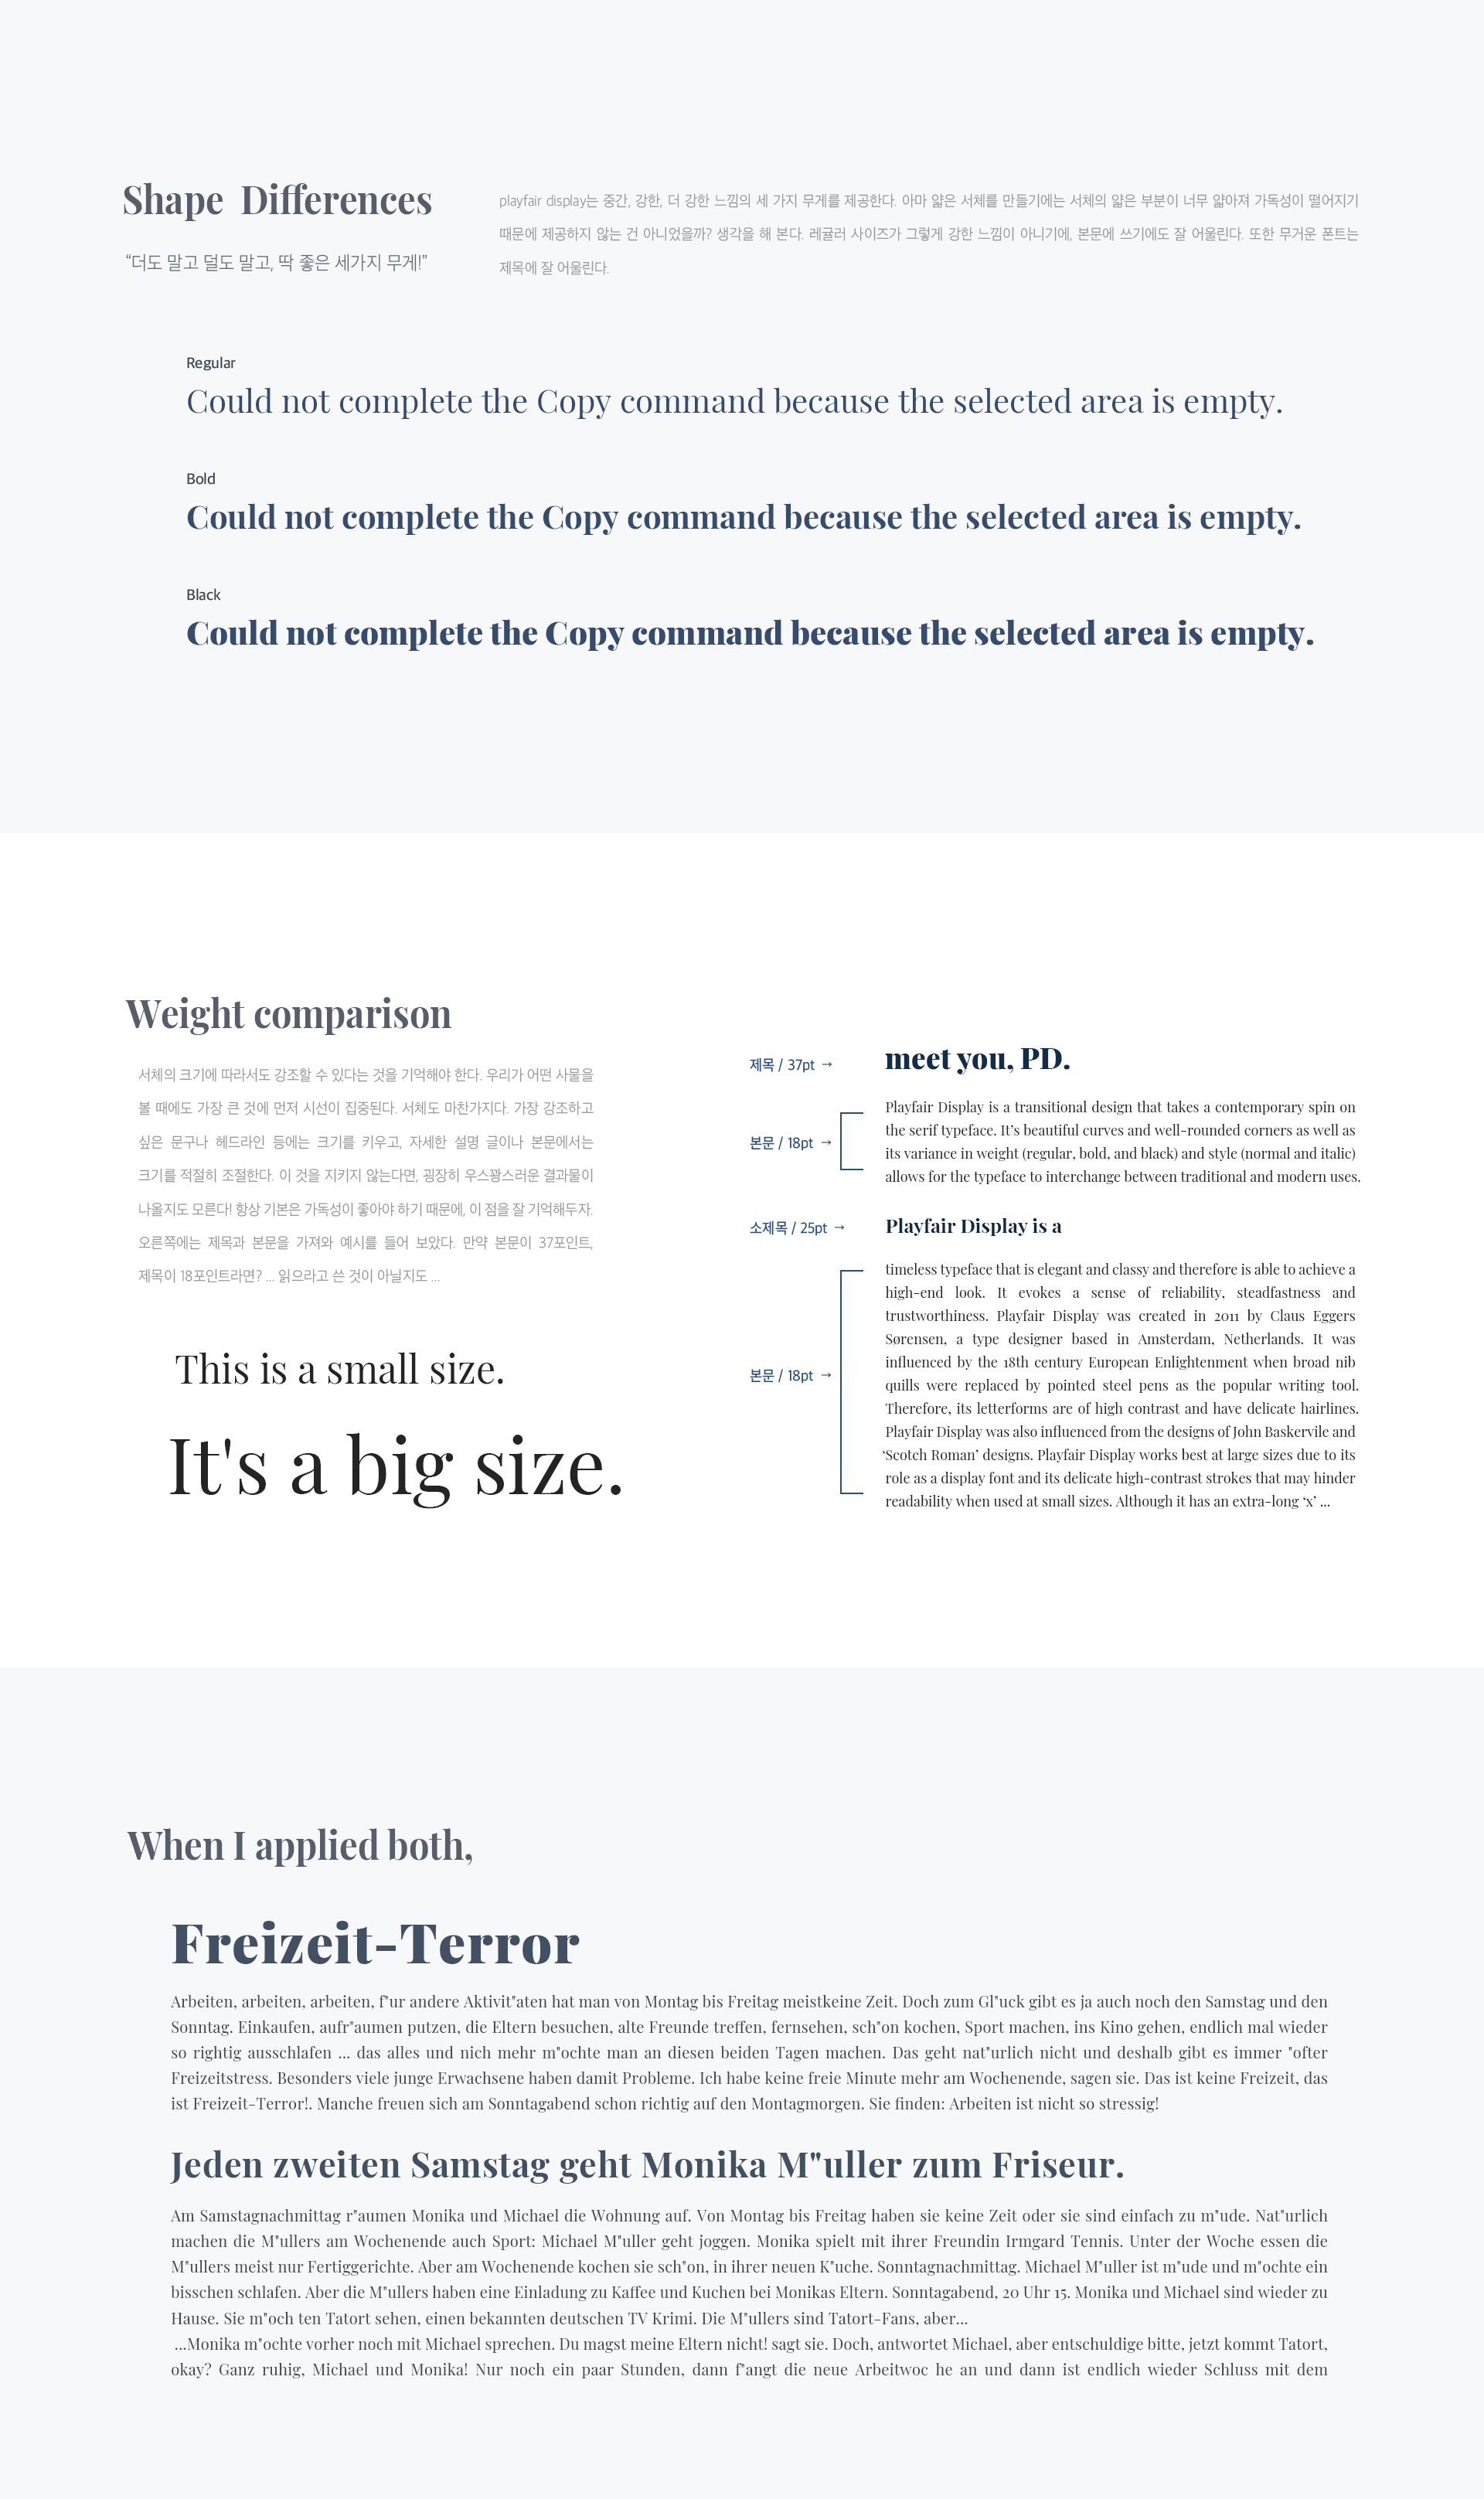 Shape Differences
“더도 말고 덜도 말고, 딱 좋은 세가지 무게!”
playfair display는 중간, 강한, 더 강한 느낌의 세 가지 무게를 제공한다. 아마 얇은 서체를 만들기에는 서체의 얇은 부분이 너무 얇아져 가독성이 떨어지기
때문에 제공하지 않는 건 아니었을까? 생각을 해 본다. 레귤러 사이즈가 그렇게 강한 느낌이 아니기에, 본문에 쓰기에도 잘 어울린다. 또한 무거운 폰트는
제목에 잘 어울린다.
Regular
Could not complete the Copy command because the selected area is empty.
Bold
Could not complete the Copy command because the selected area is empty.
Black
Could not complete the Copy command because the selected area is empty.
Weight comparison
서체의 크기에 따라서도 강조할 수 있다는 것을 기억해야 한다. 우리가 어떤 사물을
볼 때에도 가장 큰 것에 먼저 시선이 집중된다. 서체도 마찬가지다. 가장 강조하고
싶은 문구나 헤드라인 등에는 크기를 키우고, 자세한 설명 글이나 본문에서는
크기를 적절히 조절한다. 이 것을 지키지 않는다면, 굉장히 우스꽝스러운 결과물이
나올지도 모른다! 항상 기본은 가독성이 좋아야 하기 때문에, 이 점을 잘 기억해두자.
오른쪽에는 제목과 본문을 가져와 예시를 들어 보았다. 만약 본문이 37포인트,
제목이 18포인트라면? ... 읽으라고 쓴 것이 아닐지도 ...
This is a small size.
It's a big size.
제목 / 37pt →
meet you, PD.
본문 / 18pt →
Playfair Display is a transitional design that takes a contemporary spin on
the serif typeface. It’s beautiful curves and well-rounded corners as well as
its variance in weight (regular, bold, and black) and style (normal and italic)
allows for the typeface to interchange between traditional and modern uses.
소제목 / 25pt →
Playfair Display is a
본문 / 18pt →
timeless typeface that is elegant and classy and therefore is able to achieve a
high-end look. It evokes a sense of reliability, steadfastness and
trustworthiness. Playfair Display was created in 2011 by Claus Eggers
Sørensen, a type designer based in Amsterdam, Netherlands. It was
influenced by the 18th century European Enlightenment when broad nib
quills were replaced by pointed steel pens as the popular writing tool.
Therefore, its letterforms are of high contrast and have delicate hairlines.
Playfair Display was also influenced from the designs of John Baskervile and
‘Scotch Roman’ designs. Playfair Display works best at large sizes due to its
role as a display font and its delicate high-contrast strokes that may hinder
readability when used at small sizes. Although it has an extra-long ‘x’ ...
When I applied both,
Freizeit-Terror
Arbeiten, arbeiten, arbeiten, f"ur andere Aktivit"aten hat man von Montag bis Freitag meistkeine Zeit. Doch zum Gl"uck gibt es ja auch noch den Samstag und den
Sonntag. Einkaufen, aufr"aumen putzen, die Eltern besuchen, alte Freunde treffen, fernsehen, sch"on kochen, Sport machen, ins Kino gehen, endlich mal wieder
so rightig ausschlafen ... das alles und nich mehr m"ochte man an diesen beiden Tagen machen. Das geht nat"urlich nicht und deshalb gibt es immer "ofter
Freizeitstress. Besonders viele junge Erwachsene haben damit Probleme. Ich habe keine freie Minute mehr am Wochenende, sagen sie. Das ist keine Freizeit, das
ist Freizeit-Terror!. Manche freuen sich am Sonntagabend schon richtig auf den Montagmorgen. Sie finden: Arbeiten ist nicht so stressig!
Jeden zweiten Samstag geht Monika M"uller zum Friseur.
Am Samstagnachmittag r"aumen Monika und Michael die Wohnung auf. Von Montag bis Freitag haben sie keine Zeit oder sie sind einfach zu m"ude. Nat"urlich
machen die M"ullers am Wochenende auch Sport: Michael M"uller geht joggen. Monika spielt mit ihrer Freundin Irmgard Tennis. Unter der Woche essen die
M"ullers meist nur Fertiggerichte. Aber am Wochenende kochen sie sch"on, in ihrer neuen K"uche. Sonntagnachmittag. Michael M"uller ist m"ude und m"ochte ein
bisschen schlafen. Aber die M"ullers haben eine Einladung zu Kaffee und Kuchen bei Monikas Eltern. Sonntagabend, 20 Uhr 15. Monika und Michael sind wieder zu
Hause. Sie m"och ten Tatort sehen, einen bekannten deutschen TV Krimi. Die M"ullers sind Tatort-Fans, aber...
...Monika m"ochte vorher noch mit Michael sprechen. Du magst meine Eltern nicht! sagt sie. Doch, antwortet Michael, aber entschuldige bitte, jetzt kommt Tatort,
okay? Ganz ruhig, Michael und Monika! Nur noch ein paar Stunden, dann f"angt die neue Arbeitwoc he an und dann ist endlich wieder Schluss mit dem